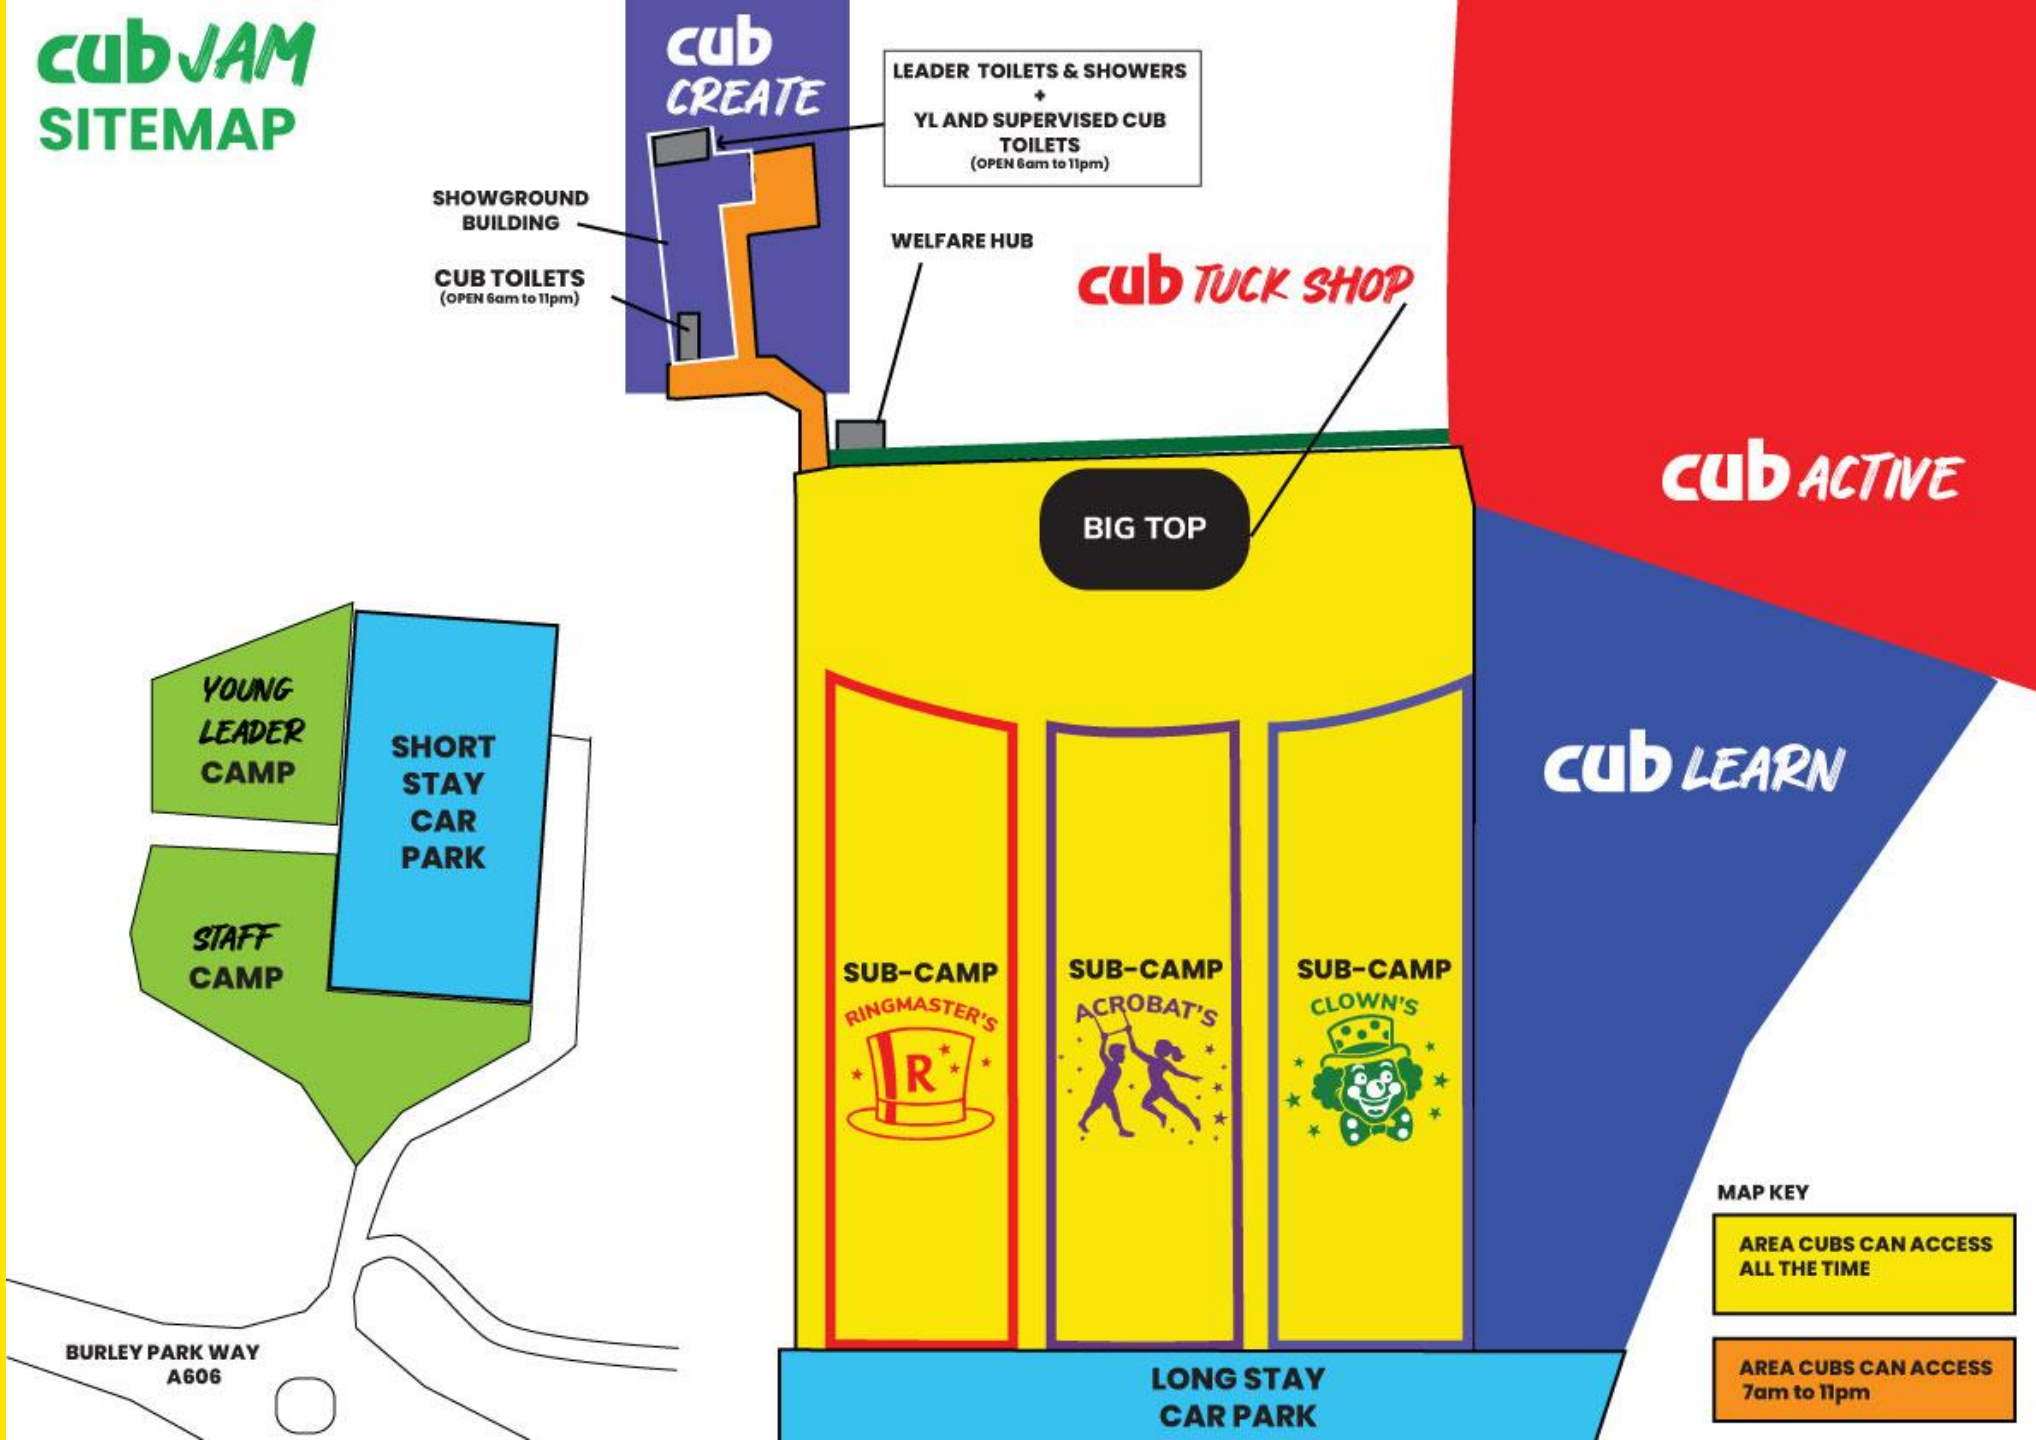 cub JAM
SITEMAP
cub
CREATE
LEADER TOILETS & SHOWERS
+
YL AND SUPERVISED CUB
TOILETS
(OPEN 6am to 11pm)
SHOWGROUND
BUILDING
CUB TOILETS
(OPEN 6am to 11pm)
WELFARE HUB
cub TUCK SHOP
cub ACTIVE
BIG TOP
YOUNG
LEADER
CAMP
SHORT
STAY
CAR
PARK
cub LEARN
STAFF
CAMP
SUB-CAMP
RINGMASTER'S
R
SUB-CAMP
ACROBAT'S
SUB-CAMP
CLOWN'S
MAP KEY
AREA CUBS CAN ACCESS
ALL THE TIME
AREA CUBS CAN ACCESS
7am to 11pm
BURLEY PARK WAY
A606
LONG STAY
CAR PARK